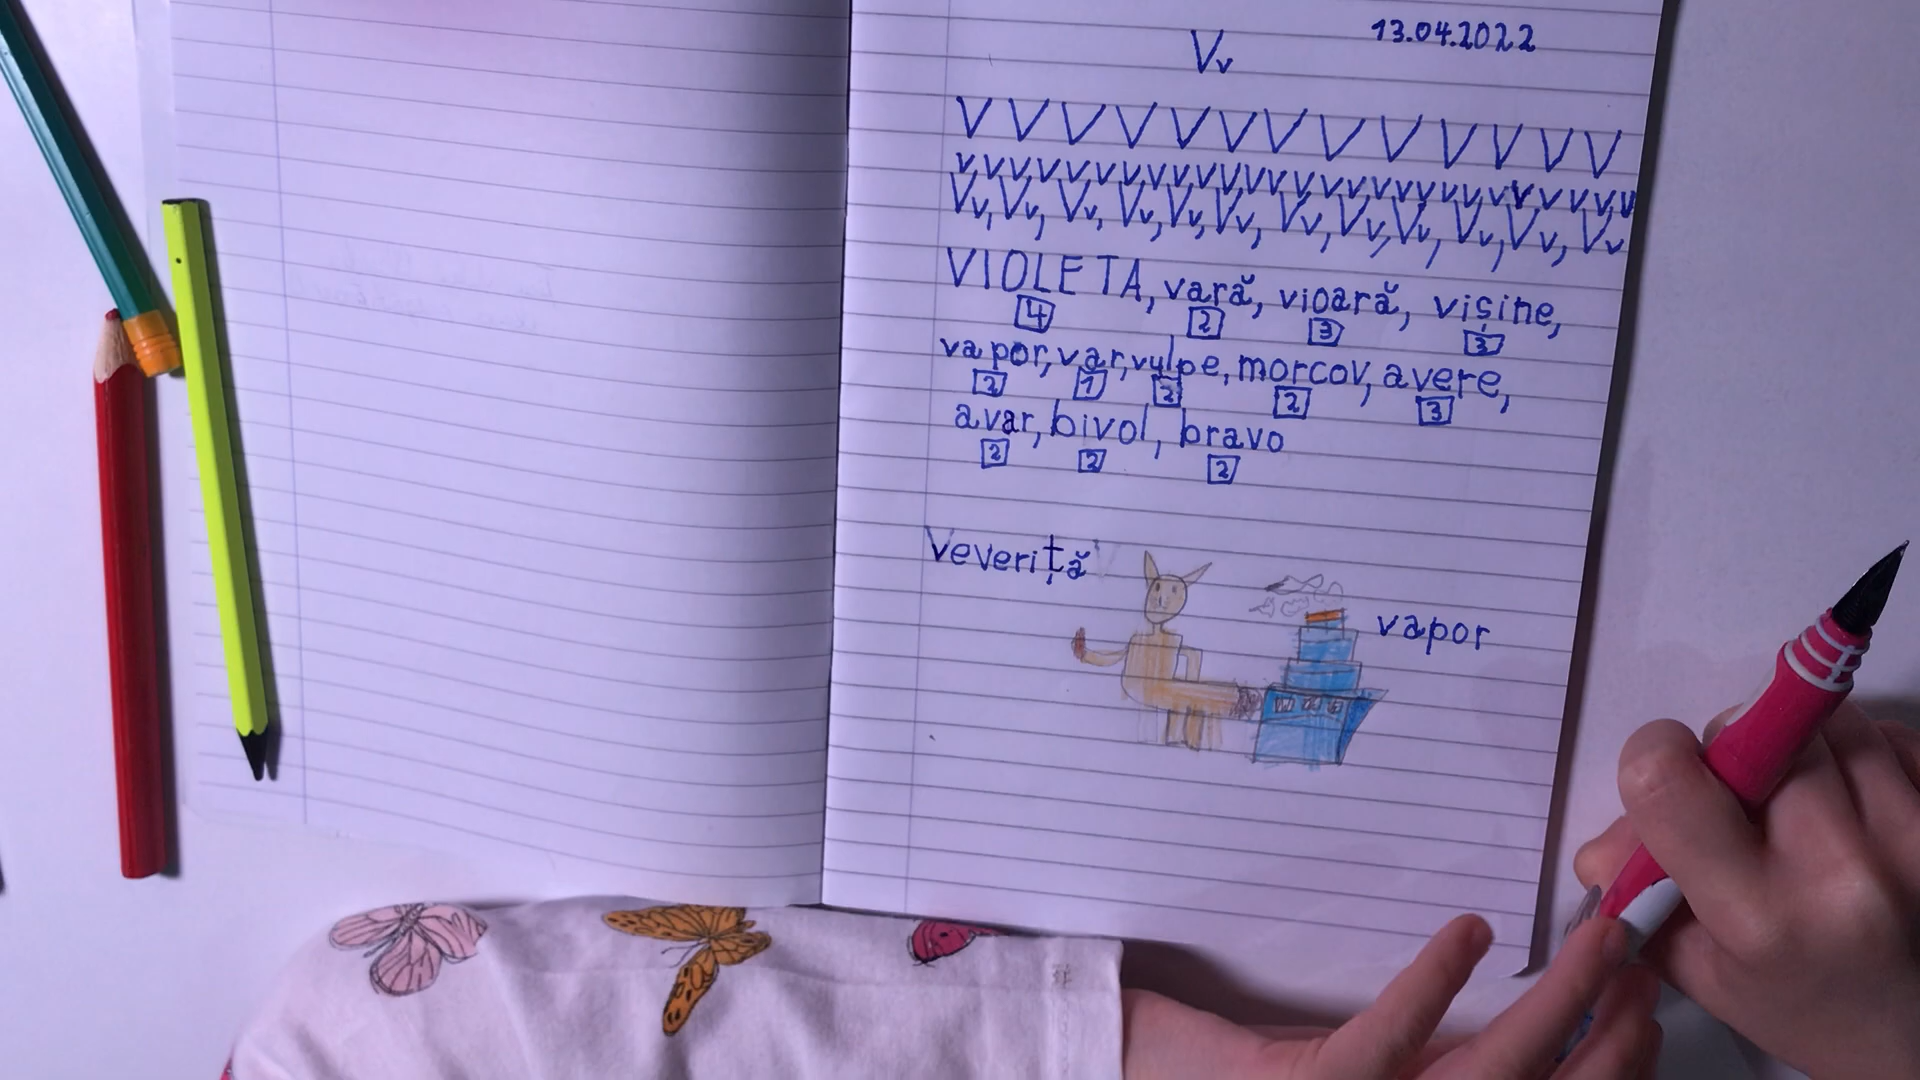 13.04.2022
Vv
V V V V V V V V V V V V V
v v v v v v v v v v v v v v v v v v v v v v v v v v v
Vv, Vv, Vv, Vv, Vv, Vv, Vv, Vv, Vv, Vv, Vv, Vv
VIOLETA, vară, vioară, vișine,
4 2 3 3
vapor, var, vulpe, morcov, avere,
2 1 2 2 3
avar, bivol, bravo
2 2 2
Veveriță
vapor